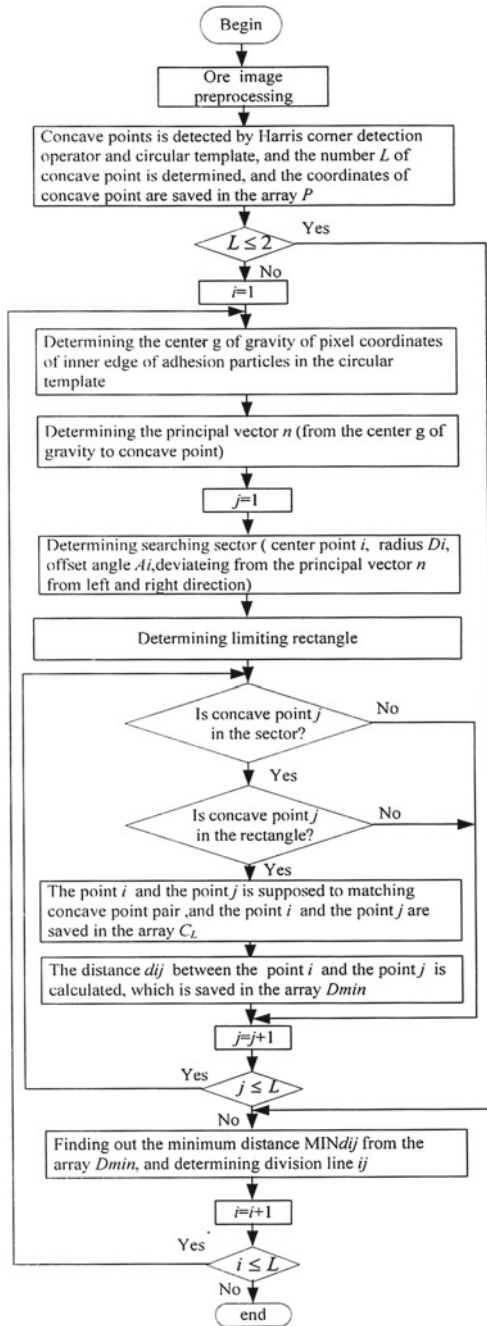 Begin
Ore image
preprocessing
Concave points is detected by Harris corner detection
operator and circular template, and the number L of
concave point is determined, and the coordinates of
concave point are saved in the array P
Yes
L ≤ 2
No
i=1
Determining the center g of gravity of pixel coordinates
of inner edge of adhesion particles in the circular
template
Determining the principal vector n (from the center g of
gravity to concave point)
j=1
Determining searching sector ( center point i, radius Di,
offset angle Ai,deviateing from the principal vector n
from left and right direction)
Determining limiting rectangle
Is concave point j
in the sector?
No
Yes
Is concave point j
in the rectangle?
No
Yes
The point i and the point j is supposed to matching
concave point pair ,and the point i and the point j are
saved in the array CL
The distance dij between the point i and the point j is
calculated, which is saved in the array Dmin
j=j+1
Yes
j ≤ L
No
Finding out the minimum distance MINdij from the
array Dmin, and determining division line ij
i=i+1
Yes
i ≤ L
No
end